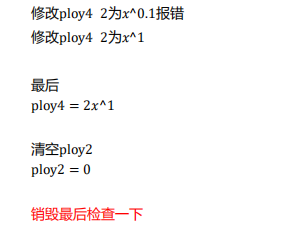 修改ploy4 2为x^0.1报错
修改ploy4 2为x^1
最后
ploy4 = 2x^1
清空ploy2
ploy2 = 0
销毁最后检查一下